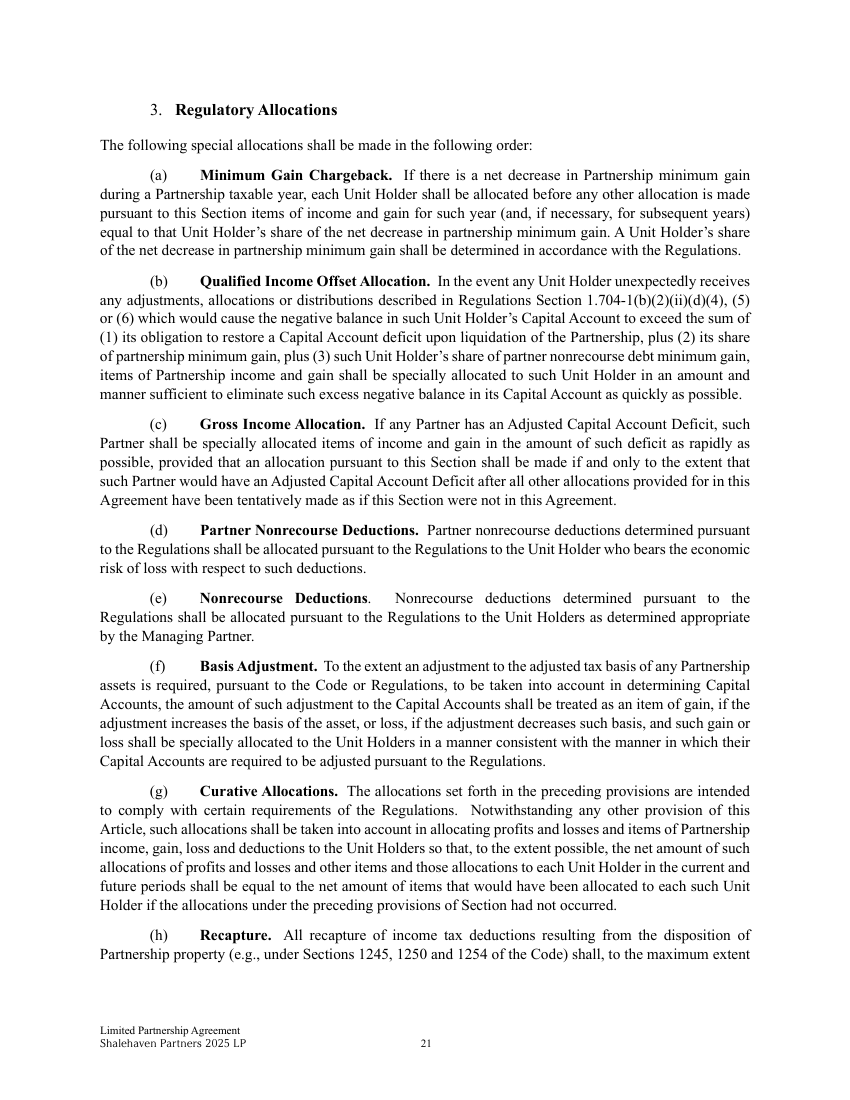 3. Regulatory Allocations
The following special allocations shall be made in the following order:
(a) Minimum Gain Chargeback. If there is a net decrease in Partnership minimum gain
during a Partnership taxable year, each Unit Holder shall be allocated before any other allocation is made
pursuant to this Section items of income and gain for such year (and, if necessary, for subsequent years)
equal to that Unit Holder’s share of the net decrease in partnership minimum gain. A Unit Holder’s share
of the net decrease in partnership minimum gain shall be determined in accordance with the Regulations.
(b) Qualified Income Offset Allocation. In the event any Unit Holder unexpectedly receives
any adjustments, allocations or distributions described in Regulations Section 1.704-1(b)(2)(ii)(d)(4), (5)
or (6) which would cause the negative balance in such Unit Holder’s Capital Account to exceed the sum of
(1) its obligation to restore a Capital Account deficit upon liquidation of the Partnership, plus (2) its share
of partnership minimum gain, plus (3) such Unit Holder’s share of partner nonrecourse debt minimum gain,
items of Partnership income and gain shall be specially allocated to such Unit Holder in an amount and
manner sufficient to eliminate such excess negative balance in its Capital Account as quickly as possible.
(c) Gross Income Allocation. If any Partner has an Adjusted Capital Account Deficit, such
Partner shall be specially allocated items of income and gain in the amount of such deficit as rapidly as
possible, provided that an allocation pursuant to this Section shall be made if and only to the extent that
such Partner would have an Adjusted Capital Account Deficit after all other allocations provided for in this
Agreement have been tentatively made as if this Section were not in this Agreement.
(d) Partner Nonrecourse Deductions. Partner nonrecourse deductions determined pursuant
to the Regulations shall be allocated pursuant to the Regulations to the Unit Holder who bears the economic
risk of loss with respect to such deductions.
(e) Nonrecourse Deductions. Nonrecourse deductions determined pursuant to the
Regulations shall be allocated pursuant to the Regulations to the Unit Holders as determined appropriate
by the Managing Partner.
(f) Basis Adjustment. To the extent an adjustment to the adjusted tax basis of any Partnership
assets is required, pursuant to the Code or Regulations, to be taken into account in determining Capital
Accounts, the amount of such adjustment to the Capital Accounts shall be treated as an item of gain, if the
adjustment increases the basis of the asset, or loss, if the adjustment decreases such basis, and such gain or
loss shall be specially allocated to the Unit Holders in a manner consistent with the manner in which their
Capital Accounts are required to be adjusted pursuant to the Regulations.
(g) Curative Allocations. The allocations set forth in the preceding provisions are intended
to comply with certain requirements of the Regulations. Notwithstanding any other provision of this
Article, such allocations shall be taken into account in allocating profits and losses and items of Partnership
income, gain, loss and deductions to the Unit Holders so that, to the extent possible, the net amount of such
allocations of profits and losses and other items and those allocations to each Unit Holder in the current and
future periods shall be equal to the net amount of items that would have been allocated to each such Unit
Holder if the allocations under the preceding provisions of Section had not occurred.
(h) Recapture. All recapture of income tax deductions resulting from the disposition of
Partnership property (e.g., under Sections 1245, 1250 and 1254 of the Code) shall, to the maximum extent
Limited Partnership Agreement
Shalehaven Partners 2025 LP 21